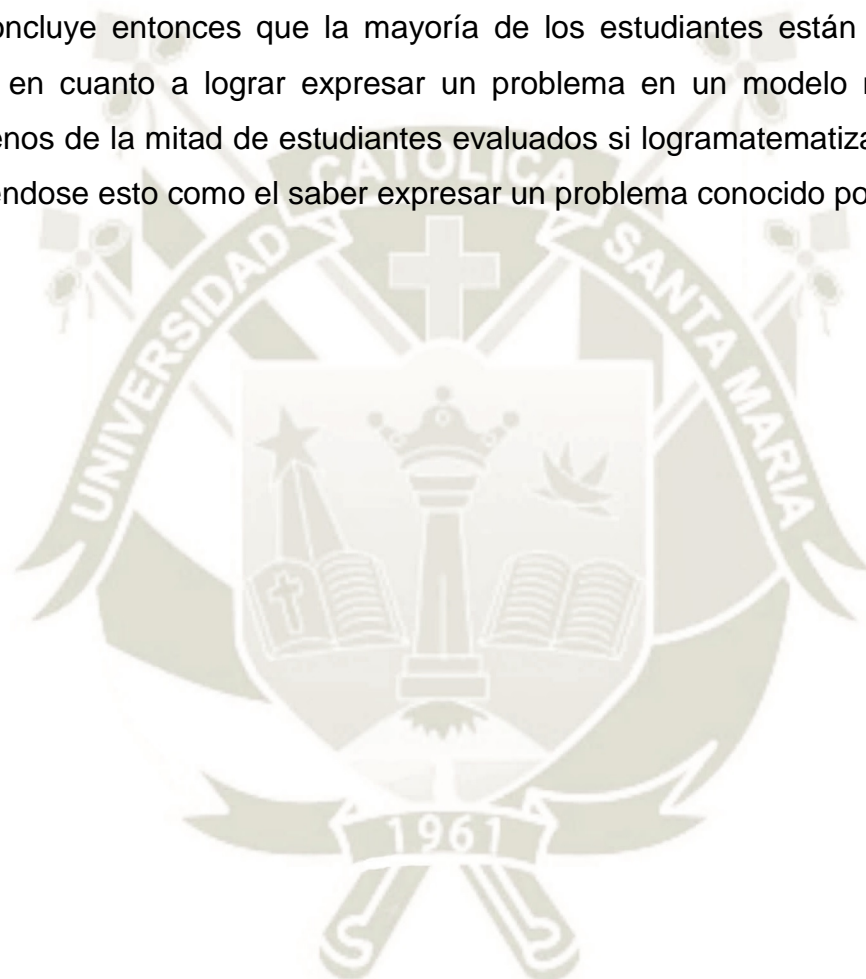 oncluye entonces que la mayoría de los estudiantes están
en cuanto a lograr expresar un problema en un modelo
enos de la mitad de estudiantes evaluados si logramatematiza
éndose esto como el saber expresar un problema conocido po
CATOLICA
UNIVERSIDAD
SANTA MARIA
1961